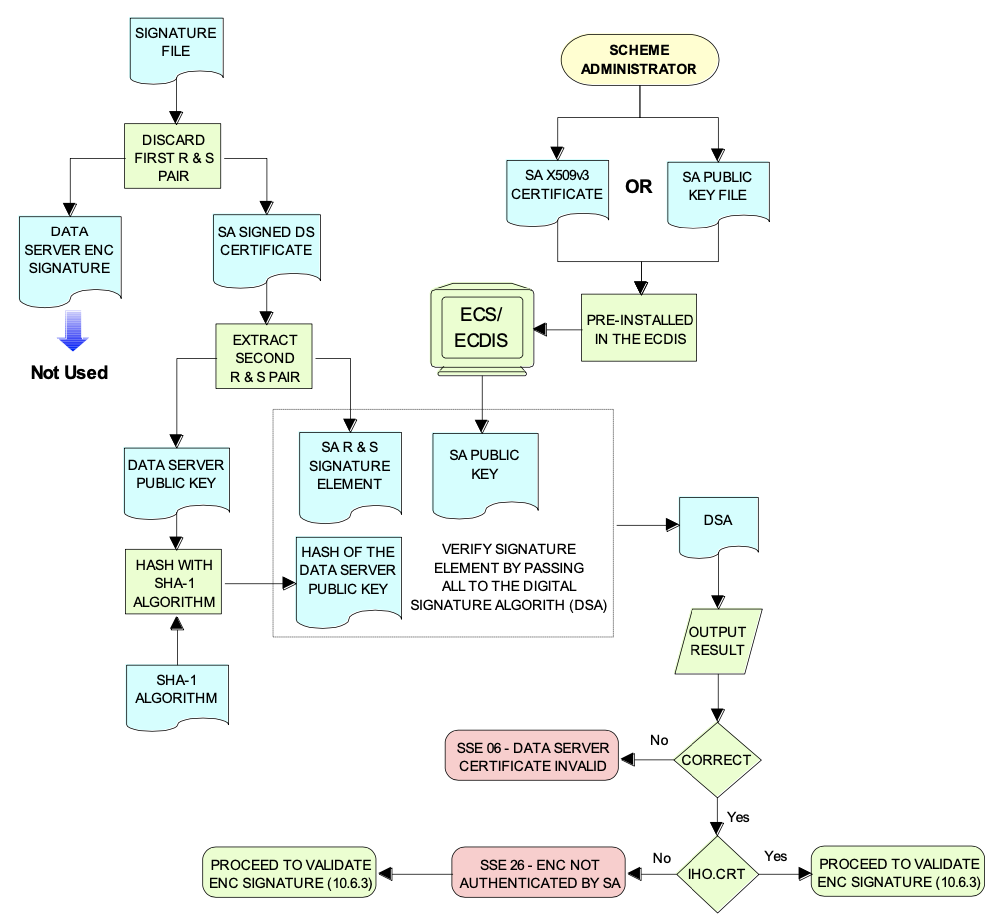 SIGNATURE
FILE
SCHEME
ADMINISTRATOR
DISCARD
FIRST R & S
PAIR
SA X509v3
CERTIFICATE
OR
SA PUBLIC
KEY FILE
DATA
SERVER ENC
SIGNATURE
SA SIGNED DS
CERTIFICATE
Not Used
EXTRACT
SECOND
R & S PAIR
ECS/
ECDIS
PRE-INSTALLED
IN THE ECDIS
DATA SERVER
PUBLIC KEY
SA R & S
SIGNATURE
ELEMENT
SA PUBLIC
KEY
DSA
HASH WITH
SHA-1
ALGORITHM
HASH OF THE
DATA SERVER
PUBLIC KEY
VERIFY SIGNATURE
ELEMENT BY PASSING
ALL TO THE DIGITAL
SIGNATURE ALGORITH (DSA)
SHA-1
ALGORITHM
OUTPUT
RESULT
SSE 06 - DATA SERVER
CERTIFICATE INVALID
No
CORRECT
Yes
PROCEED TO VALIDATE
ENC SIGNATURE (10.6.3)
SSE 26 - ENC NOT
AUTHENTICATED BY SA
No
IHO.CRT
Yes
PROCEED TO VALIDATE
ENC SIGNATURE (10.6.3)